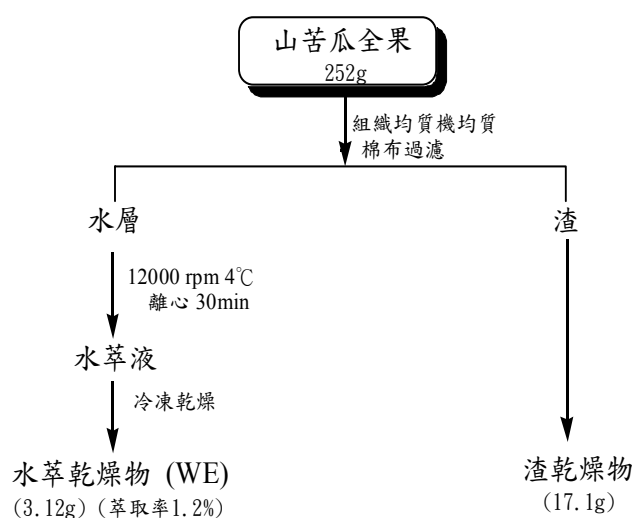 山苦瓜全果
252g
組織均質機均質
棉布過濾
水層
渣
12000 rpm 4℃
離心 30min
水萃液
冷凍乾燥
水萃乾燥物 (WE)
(3.12g) (萃取率1.2%)
渣乾燥物
(17.1g)